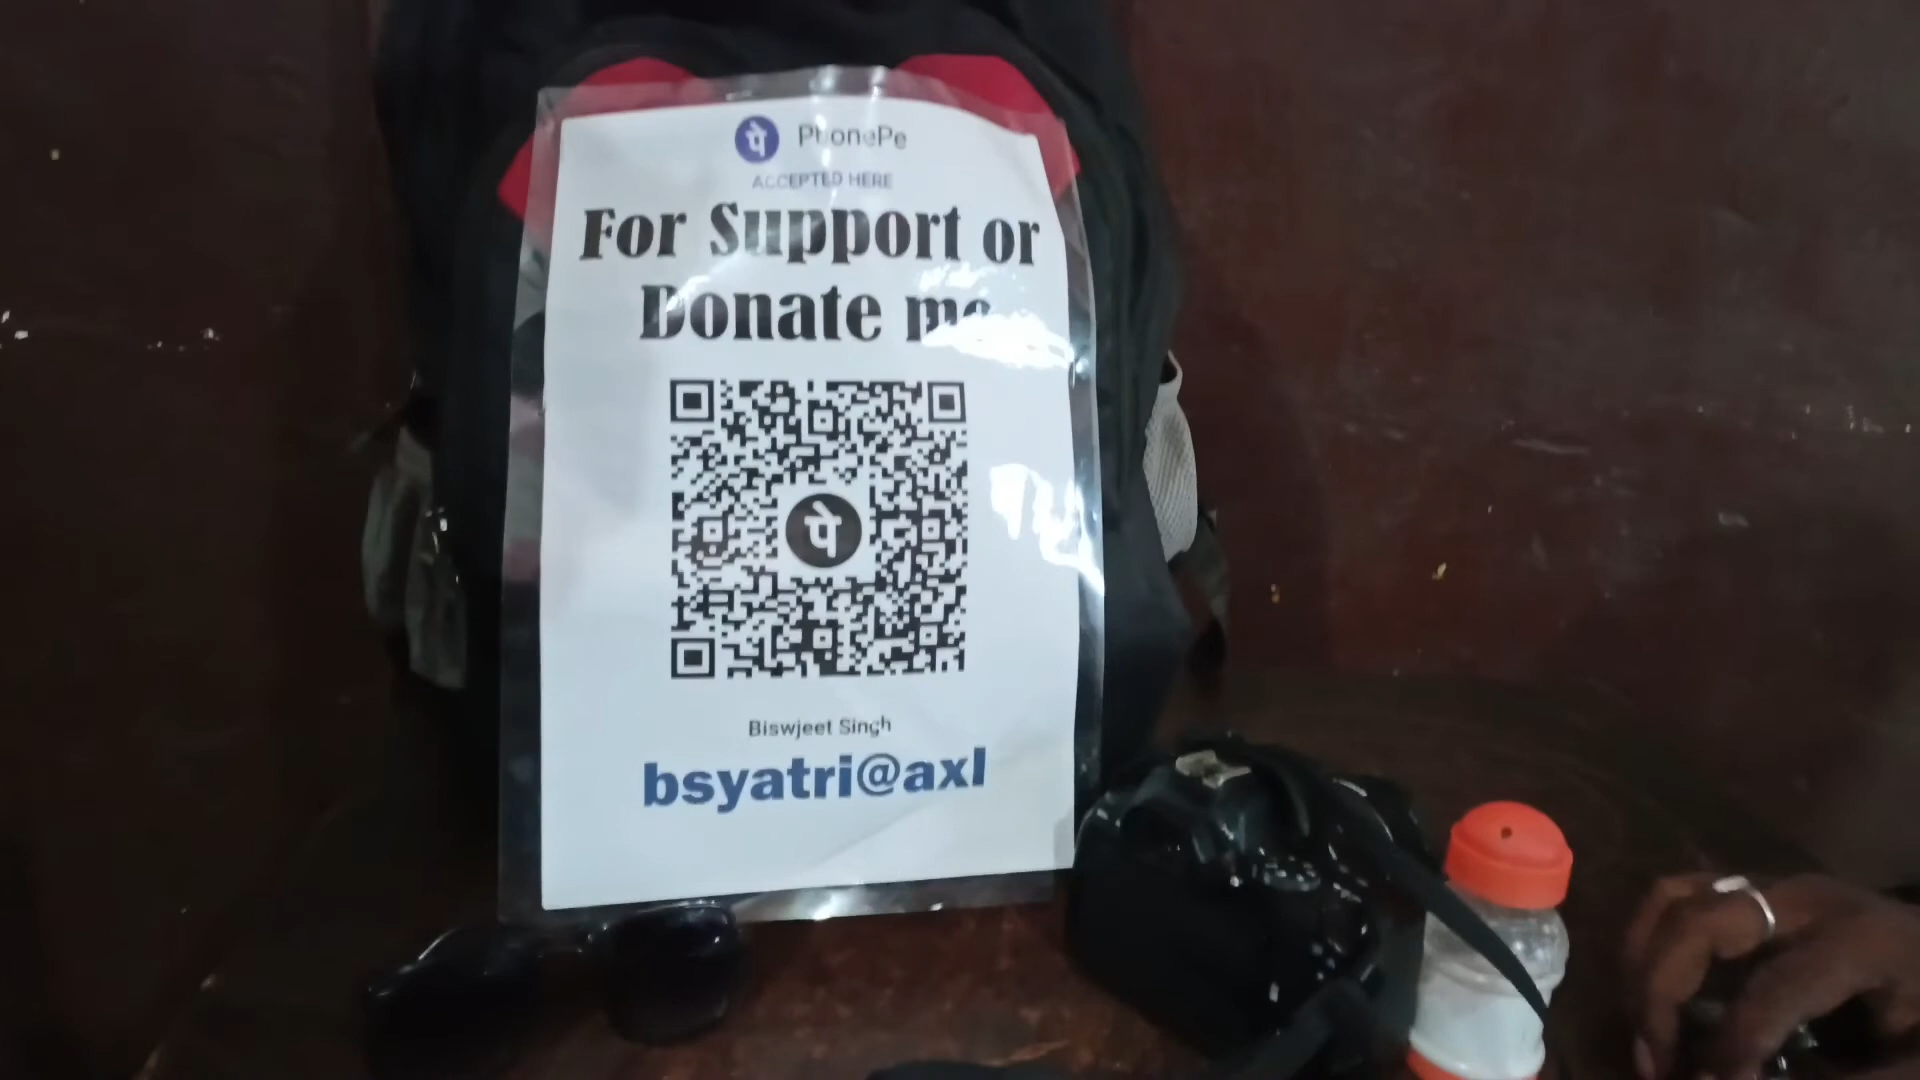 पे PhonePe
ACCEPTED HERE
For Support or
Donate me
पे
Biswjeet Singh
bsyatri@axl